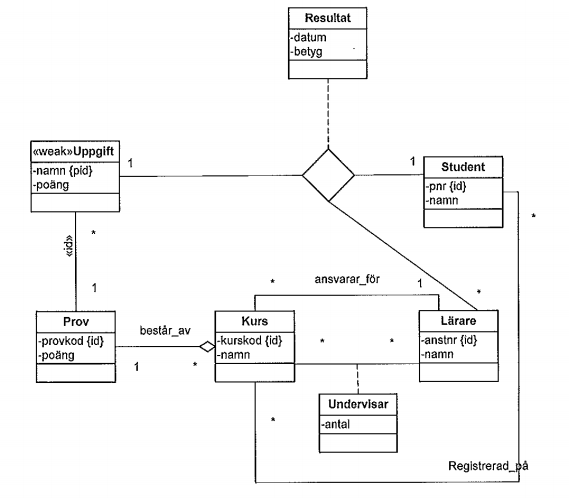 Resultat
-datum
-betyg
«weak»Uppgift
-namn {pid}
-poäng
1
1
Student
-pnr {id}
-namn
*
*
«id»
1
*
ansvarar_för
1
*
Prov
-provkod {id}
-poäng
består_av
1
*
Kurs
-kurskod {id}
-namn
*
*
Lärare
-anstnr {id}
-namn
Undervisar
-antal
*
Registrerad_på